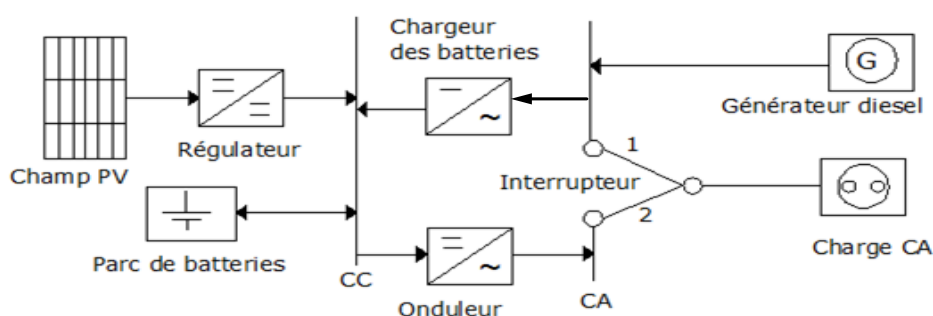 Chargeur
des batteries
G
Générateur diesel
Régulateur
Champ PV
1
Interrupteur
2
Parc de batteries
CC
Onduleur
CA
Charge CA